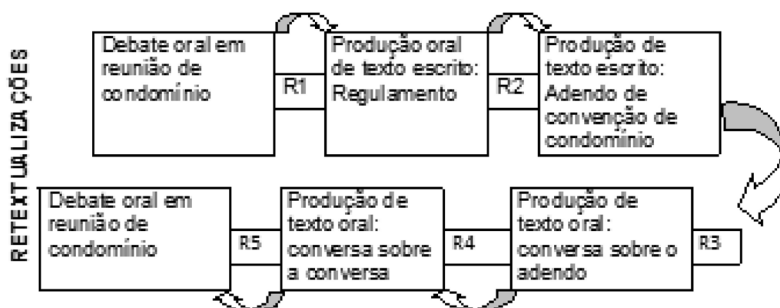 RETEXTUALIZAÇÕES
Debate oral em
reunião de
condomínio
R1
Produção oral
de texto escrito:
Regulamento
R2
Produção de
texto escrito:
Adendo de
convenção de
condomínio
Debate oral em
reunião de
condomínio
R5
Produção de
texto oral:
conversa sobre
a conversa
R4
Produção de
texto oral:
conversa sobre o
adendo
R3